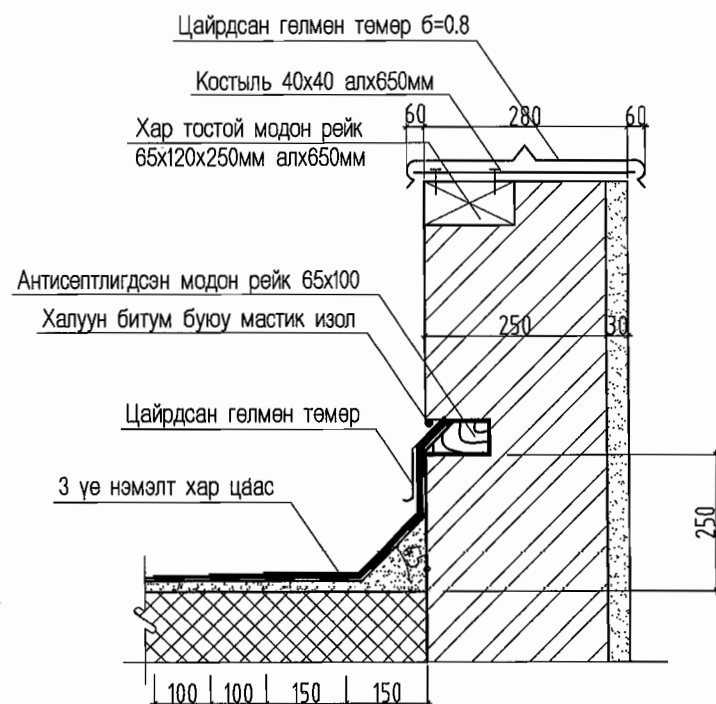 Цайрдсан гөлмөн төмөр б=0.8
Костыль 40х40 алх650мм
60 280 60
Хар тостой модон рейк
65х120х250мм алх650мм
Антисептлигдсэн модон рейк 65х100
Халуун битум буюу мастик изол
250 30
Цайрдсан гөлмөн төмөр
3 үе нэмэлт хар цаас
250
100 100 150 150